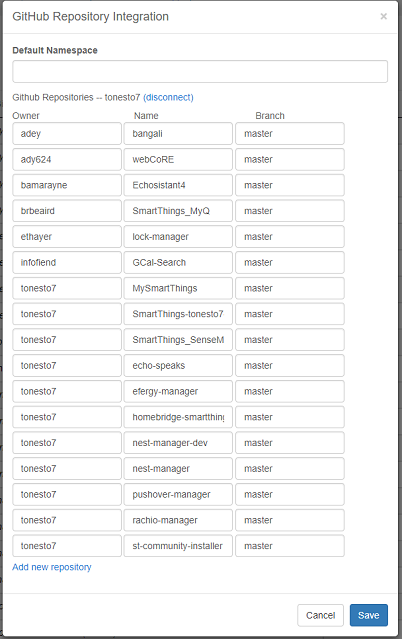 GitHub Repository Integration ×
Default Namespace
Github Repositories -- tonesto7 (disconnect)
Owner Name Branch
adey bangali master
ady624 webCoRE master
bamarayne Echosistant4 master
brbeaird SmartThings_MyQ master
ethayer lock-manager master
infofiend GCal-Search master
tonesto7 MySmartThings master
tonesto7 SmartThings-tonesto7 master
tonesto7 SmartThings_SenseM master
tonesto7 echo-speaks master
tonesto7 efergy-manager master
tonesto7 homebridge-smartthing master
tonesto7 nest-manager-dev master
tonesto7 nest-manager master
tonesto7 pushover-manager master
tonesto7 rachio-manager master
tonesto7 st-community-installer master
Add new repository
Cancel Save